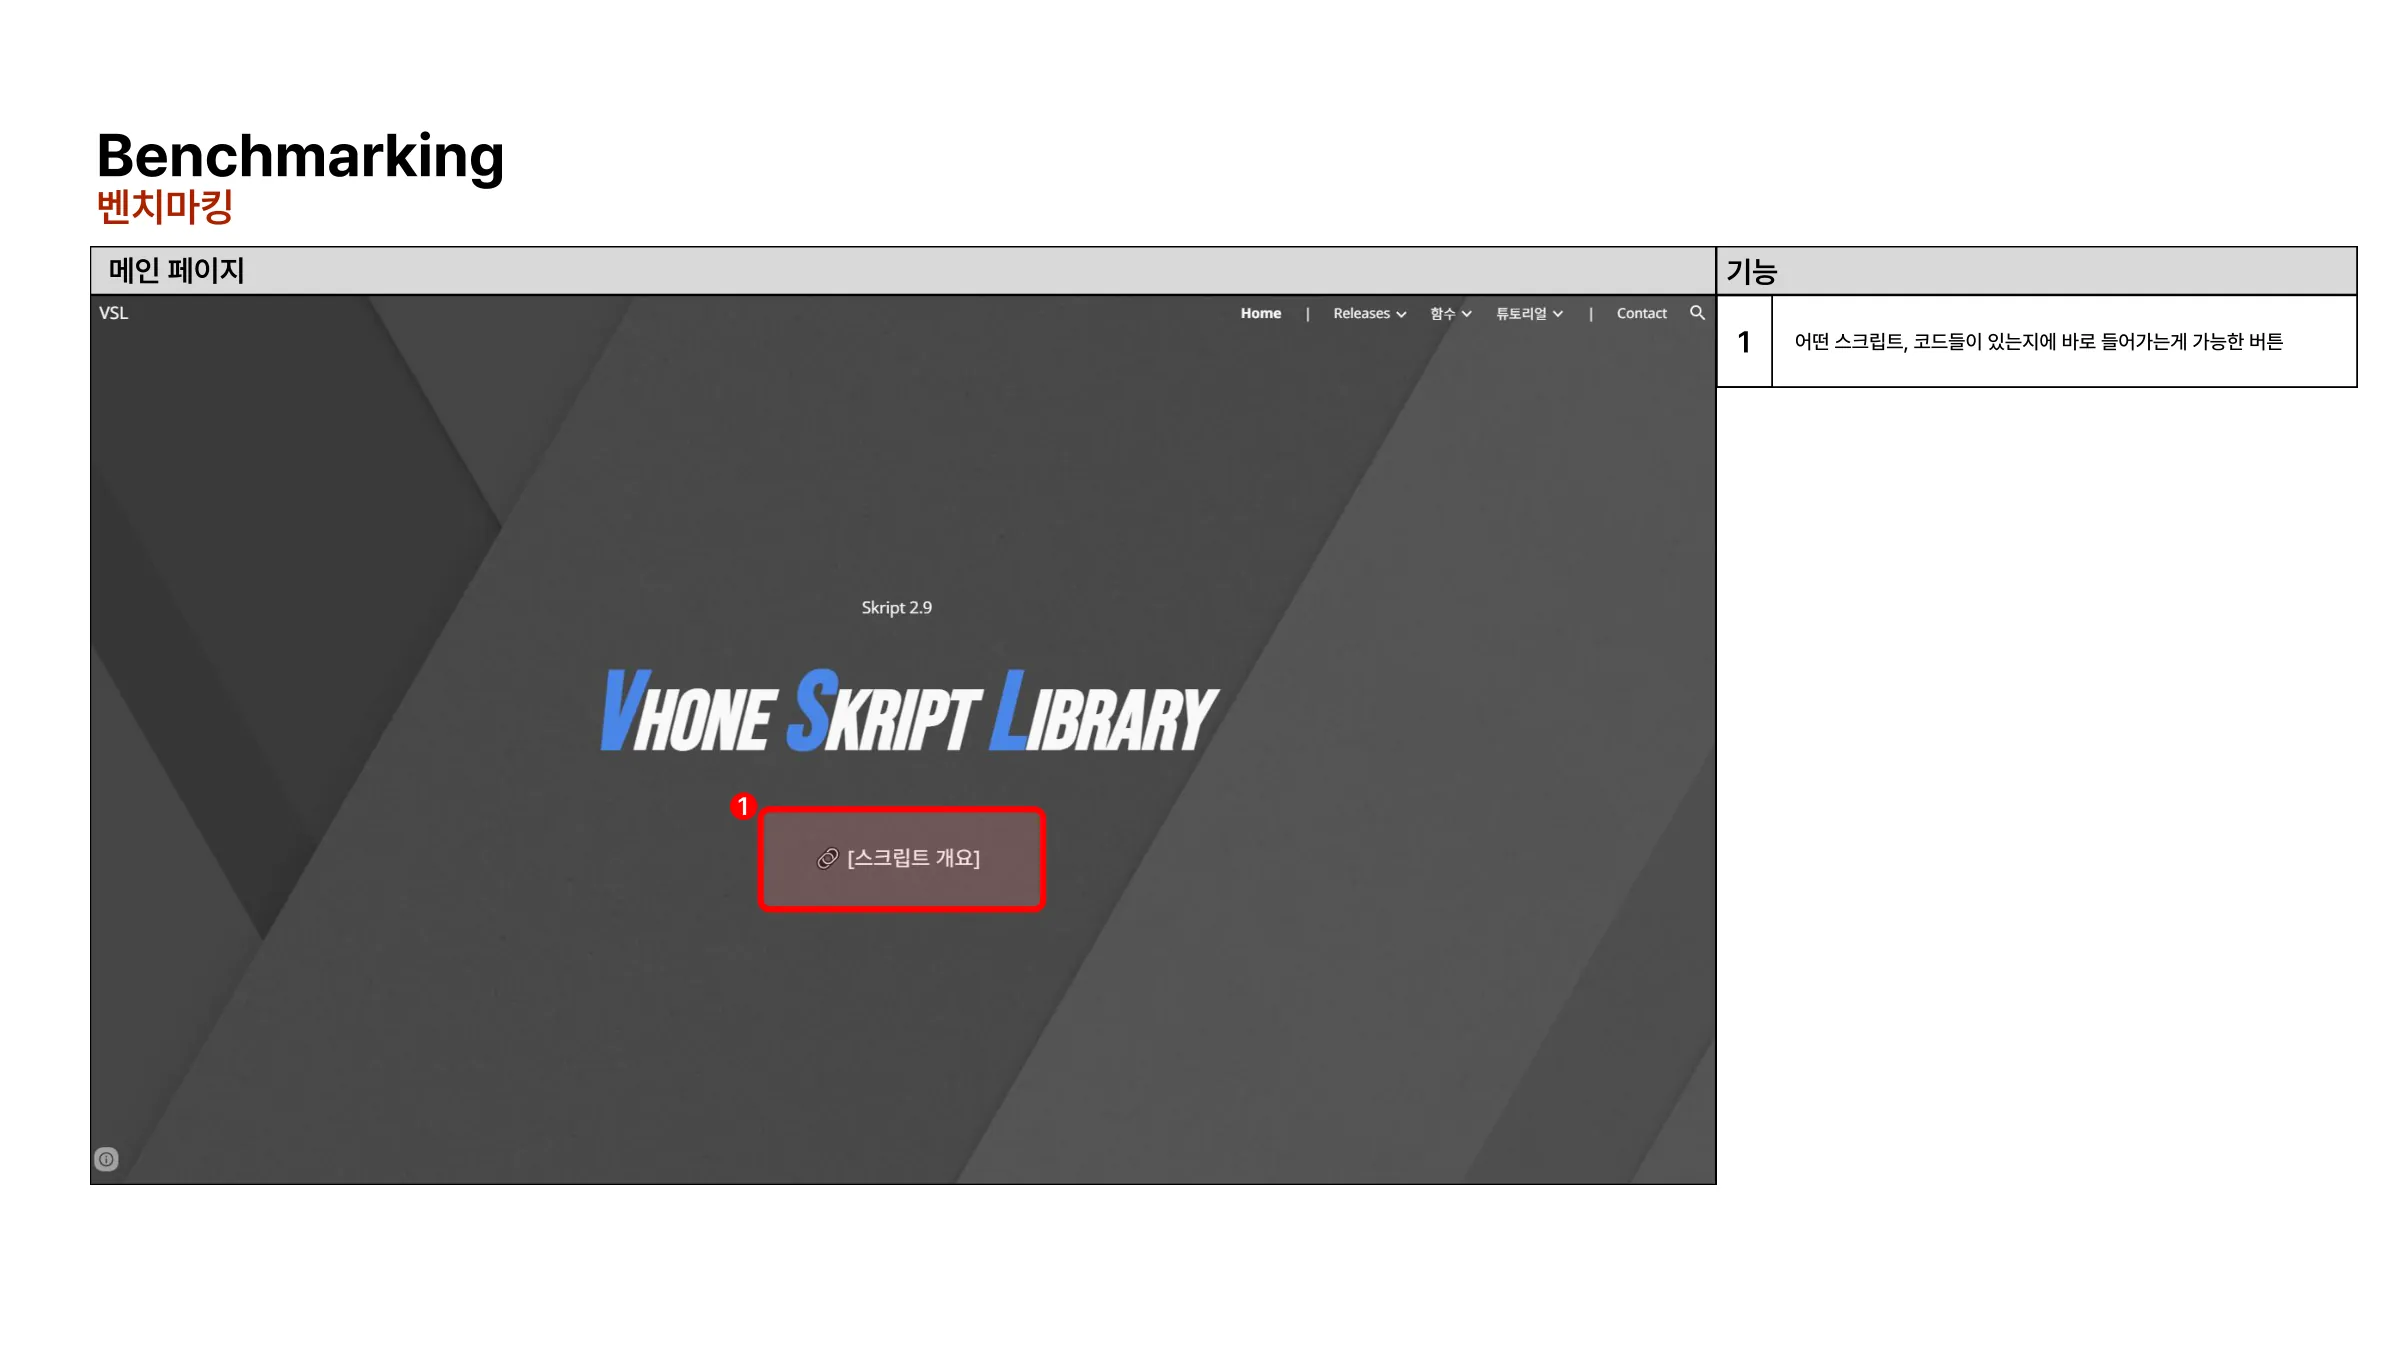 Benchmarking
벤치마킹
메인 페이지
기능
VSL
Home | Releases 함수 튜토리얼 | Contact
1 어떤 스크립트, 코드들이 있는지에 바로 들어가는게 가능한 버튼
Skript 2.9
VHONE SKRIPT LIBRARY
1
[스크립트 개요]